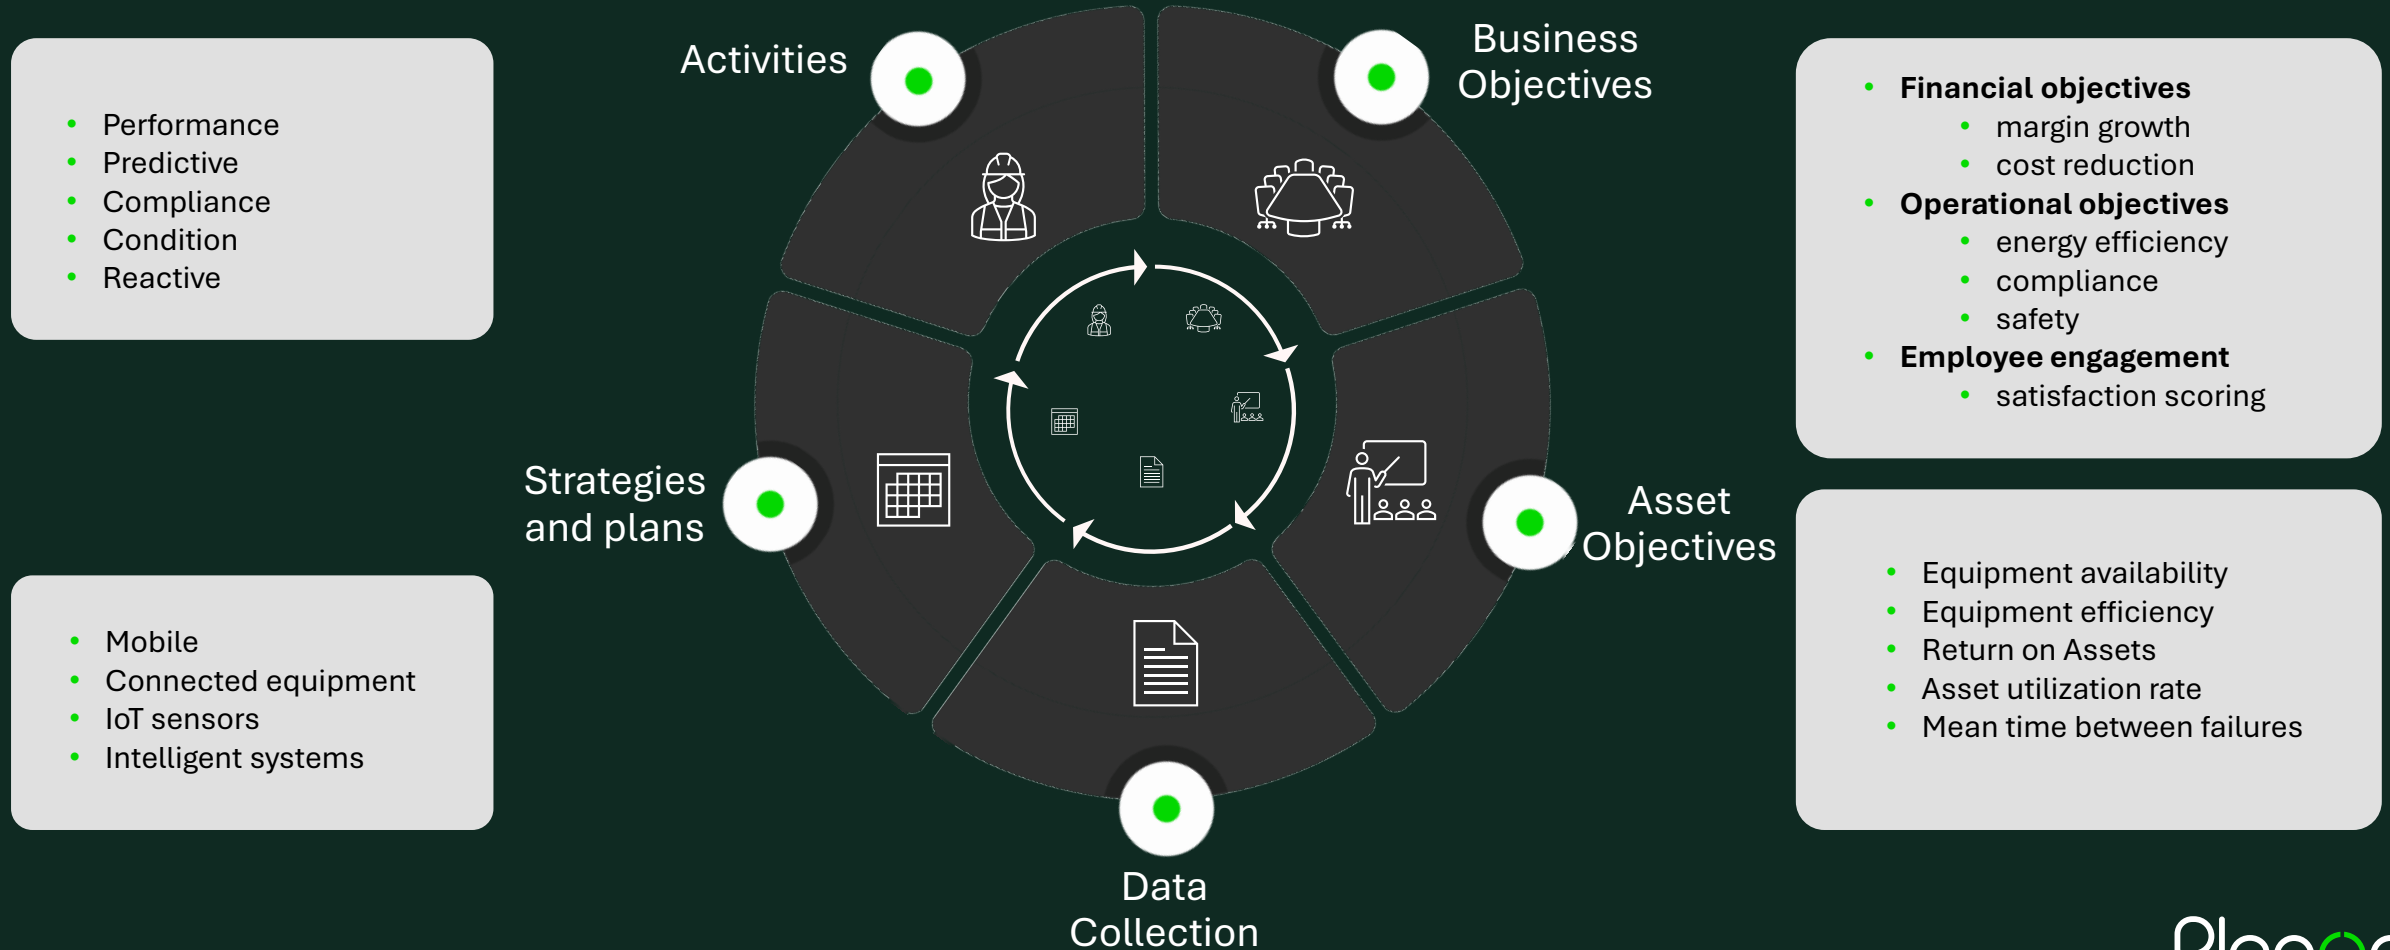 Activities
Business
Objectives
• Performance
• Predictive
• Compliance
• Condition
• Reactive
• Financial objectives
• margin growth
• cost reduction
• Operational objectives
• energy efficiency
• compliance
• safety
• Employee engagement
• satisfaction scoring
Strategies
and plans
Asset
Objectives
• Mobile
• Connected equipment
• IoT sensors
• Intelligent systems
• Equipment availability
• Equipment efficiency
• Return on Assets
• Asset utilization rate
• Mean time between failures
Data
Collection